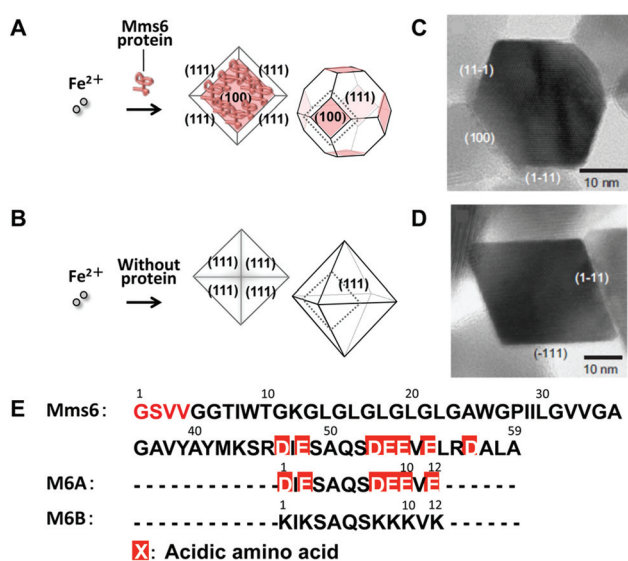 A
Mms6
protein
Fe²⁺
(111) (111)
(100)
(111) (111)
(111)
(100)
C
(11-1)
(100)
(1-11)
10 nm
B
Fe²⁺
Without
protein
(111) (111)
(111) (111)
(111)
D
(1-11)
(-111)
10 nm
1 10 20 30
E Mms6 : GSVVGGTIWTGKGLGLGLGLGLGAWGPIILGVVGA
40 50 59
GAVYAYMKSRDIESAQSDEEVELRDALA
1 10 12
M6A : - - - - - - - - - - DIESAQSDEEVE - - - - - -
1 10 12
M6B : - - - - - - - - - - KIKSAQSKKKVK - - - - - -
X : Acidic amino acid